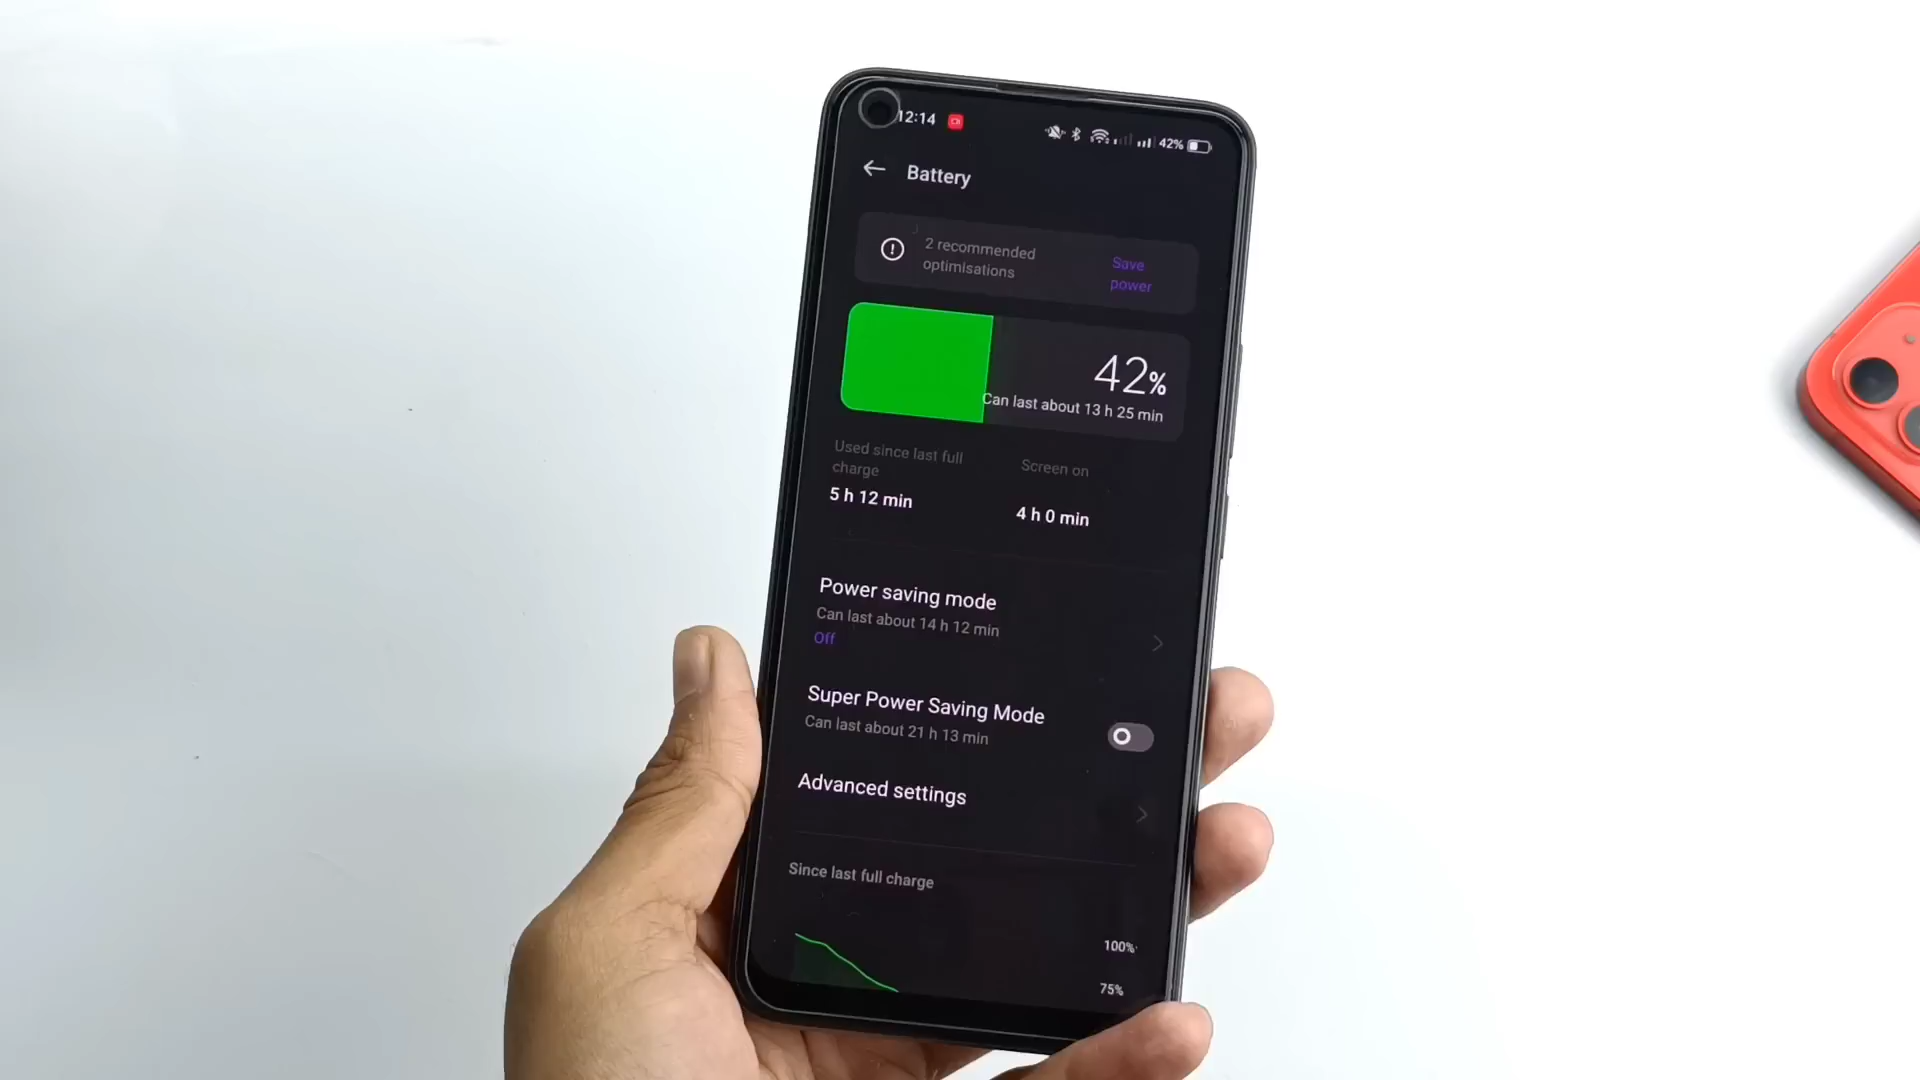 12:14
42%
Battery
2 recommended
optimisations
Save
power
42%
Can last about 13 h 25 min
Used since last full
charge
5 h 12 min
Screen on
4 h 0 min
Power saving mode
Can last about 14 h 12 min
Off
Super Power Saving Mode
Can last about 21 h 13 min
Advanced settings
Since last full charge
100%
75%